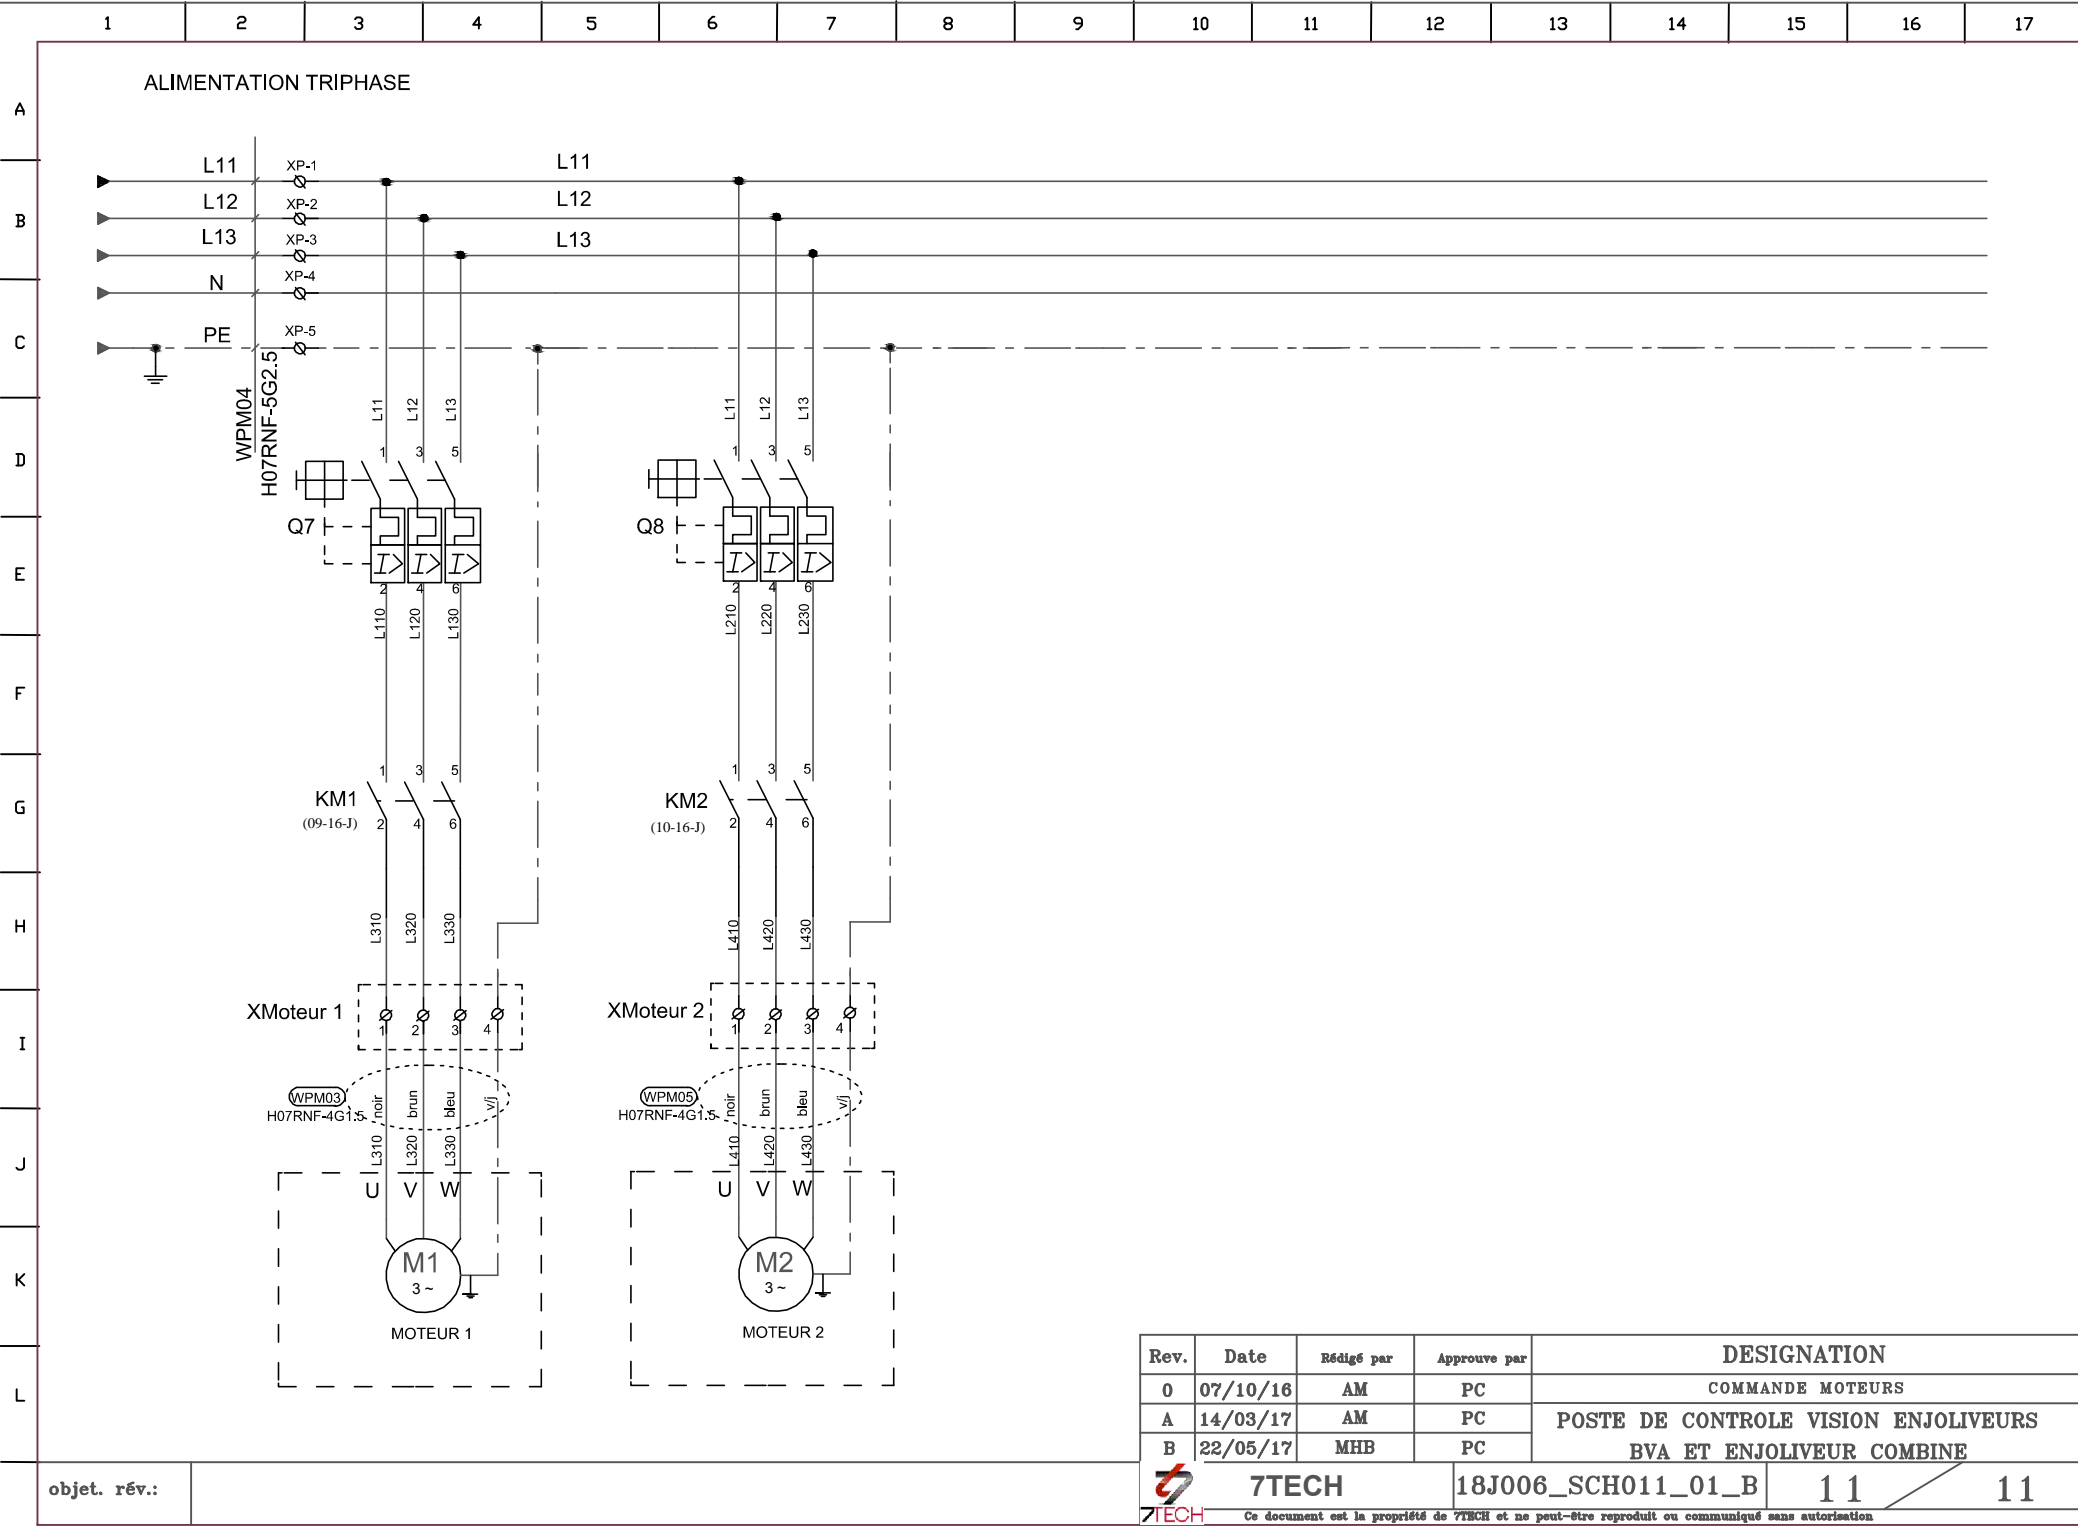 1 2 3 4 5 6 7 8 9 10 11 12 13 14 15 16 17
A
B
C
D
E
F
G
H
I
J
K
L
ALIMENTATION TRIPHASE
L11 XP-1 L11
L12 XP-2 L12
L13 XP-3 L13
N XP-4
PE XP-5
WPM04
H07RNF-5G2.5
L11 L12 L13 L11 L12 L13
1 3 5 1 3 5
Q7 Q8
I> I> I> I> I> I>
2 4 6 2 4 6
L110 L120 L130 L210 L220 L230
1 3 5 1 3 5
KM1 KM2
(09-16-J) 2 4 6 (10-16-J) 2 4 6
L310 L320 L330 L410 L420 L430
XMoteur 1 XMoteur 2
1 2 3 4 1 2 3 4
WPM03 noir brun bleu v/j WPM05 noir brun bleu v/j
H07RNF-4G1.5 H07RNF-4G1.5
L310 L320 L330 L410 L420 L430
U V W U V W
M1 M2
3 ~ 3 ~
MOTEUR 1 MOTEUR 2
Rev. Date Rédigé par Approuve par DESIGNATION
0 07/10/16 AM PC COMMANDE MOTEURS
A 14/03/17 AM PC POSTE DE CONTROLE VISION ENJOLIVEURS
B 22/05/17 MHB PC BVA ET ENJOLIVEUR COMBINE
objet. rév.: 7TECH 7TECH 18J006_SCH011_01_B 11 11
Ce document est la propriété de 7TECH et ne peut-être reproduit ou communiqué sans autorisation